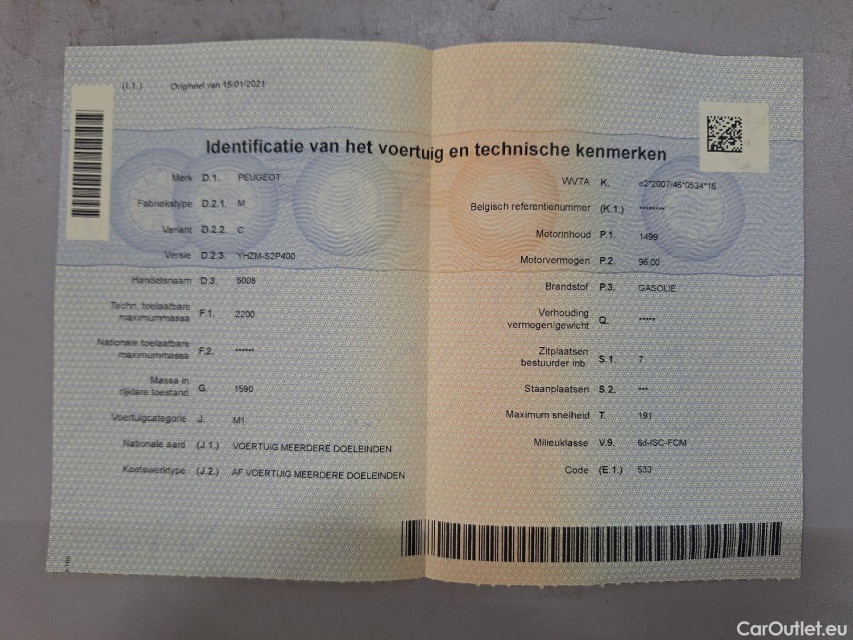 (I.1.) Origineel van 15/01/2021
Identificatie van het voertuig en technische kenmerken
Merk D.1. PEUGEOT
Fabriekstype D.2.1. M
Variant D.2.2. C
Versie D.2.3. YHZM-S2P400
Handelsnaam D.3. 5008
Techn. toelaatbare
maximummassa F.1. 2200
Nationale toelaatbare
maximummassa F.2. ******
Massa in
rijklare toestand G. 1590
Voertuigcategorie J. M1
Nationale aard (J.1.) VOERTUIG MEERDERE DOELEINDEN
Koetswerktype (J.2.) AF VOERTUIG MEERDERE DOELEINDEN
WVTA K. e2*2007/46*0534*16
Belgisch referentienummer (K.1.) ********
Motorinhoud P.1. 1499
Motorvermogen P.2. 96,00
Brandstof P.3. GASOLIE
Verhouding
vermogen/gewicht Q. *****
Zitplaatsen
bestuurder inb. S.1. 7
Staanplaatsen S.2. ***
Maximum snelheid T. 191
Milieuklasse V.9. 6d-ISC-FCM
Code (E.1.) 533
CarOutlet.eu